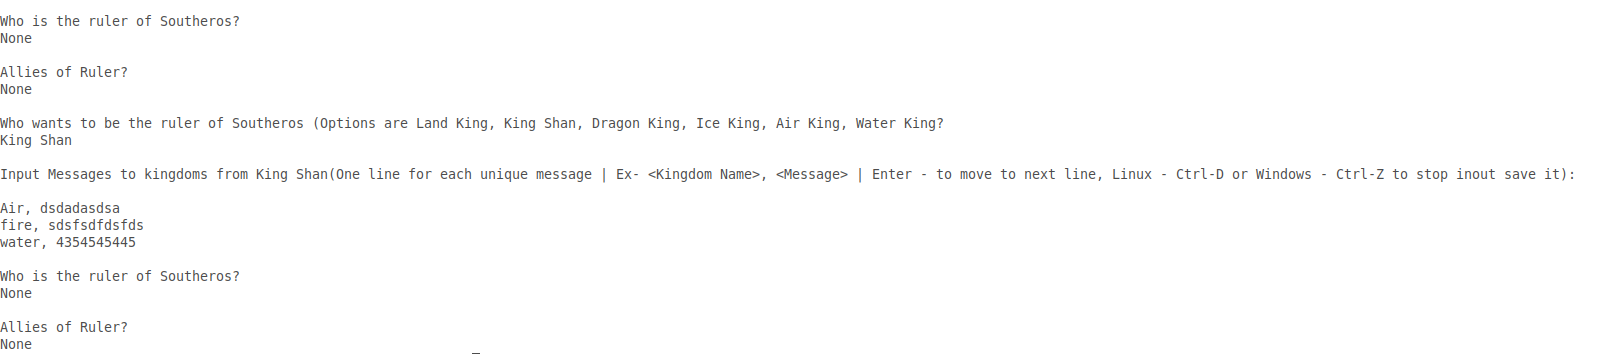 Who is the ruler of Southeros?
None
Allies of Ruler?
None
Who wants to be the ruler of Southeros (Options are Land King, King Shan, Dragon King, Ice King, Air King, Water King?
King Shan
Input Messages to kingdoms from King Shan(One line for each unique message | Ex- <Kingdom Name>, <Message> | Enter - to move to next line, Linux - Ctrl-D or Windows - Ctrl-Z to stop inout save it):
Air, dsdadasdsa
fire, sdsfsdfdsfds
water, 4354545445
Who is the ruler of Southeros?
None
Allies of Ruler?
None